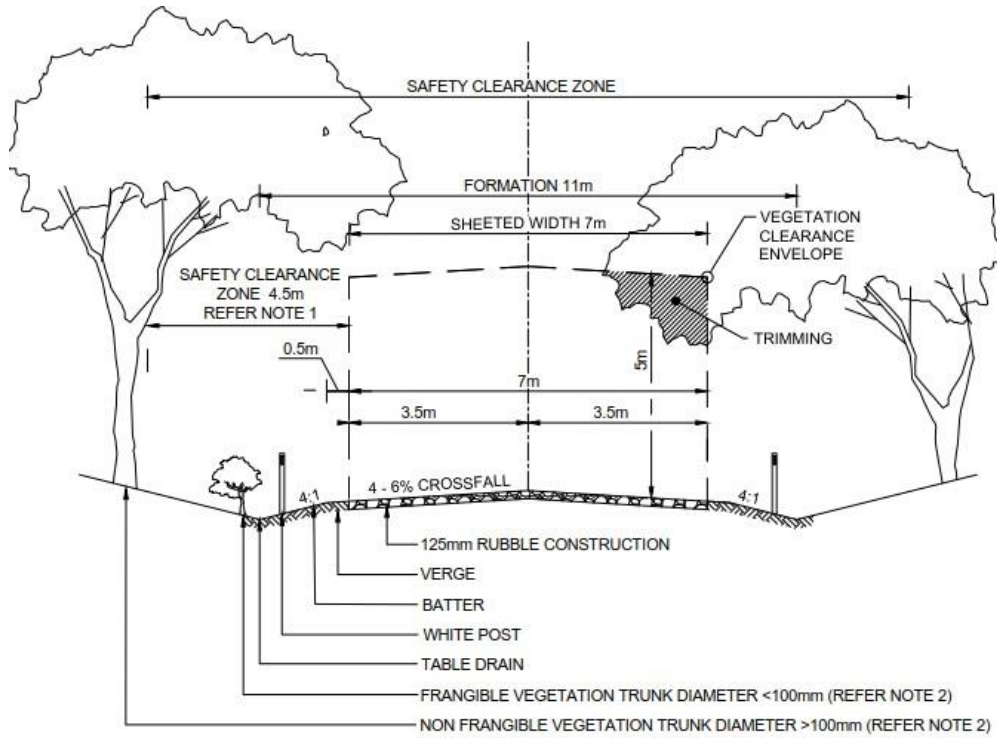 SAFETY CLEARANCE ZONE
FORMATION 11m
SHEETED WIDTH 7m
VEGETATION
CLEARANCE
ENVELOPE
SAFETY CLEARANCE
ZONE 4.5m
REFER NOTE 1
TRIMMING
0.5m
5m
7m
3.5m
3.5m
4:1
4 - 6% CROSSFALL
4:1
125mm RUBBLE CONSTRUCTION
VERGE
BATTER
WHITE POST
TABLE DRAIN
FRANGIBLE VEGETATION TRUNK DIAMETER <100mm (REFER NOTE 2)
NON FRANGIBLE VEGETATION TRUNK DIAMETER >100mm (REFER NOTE 2)